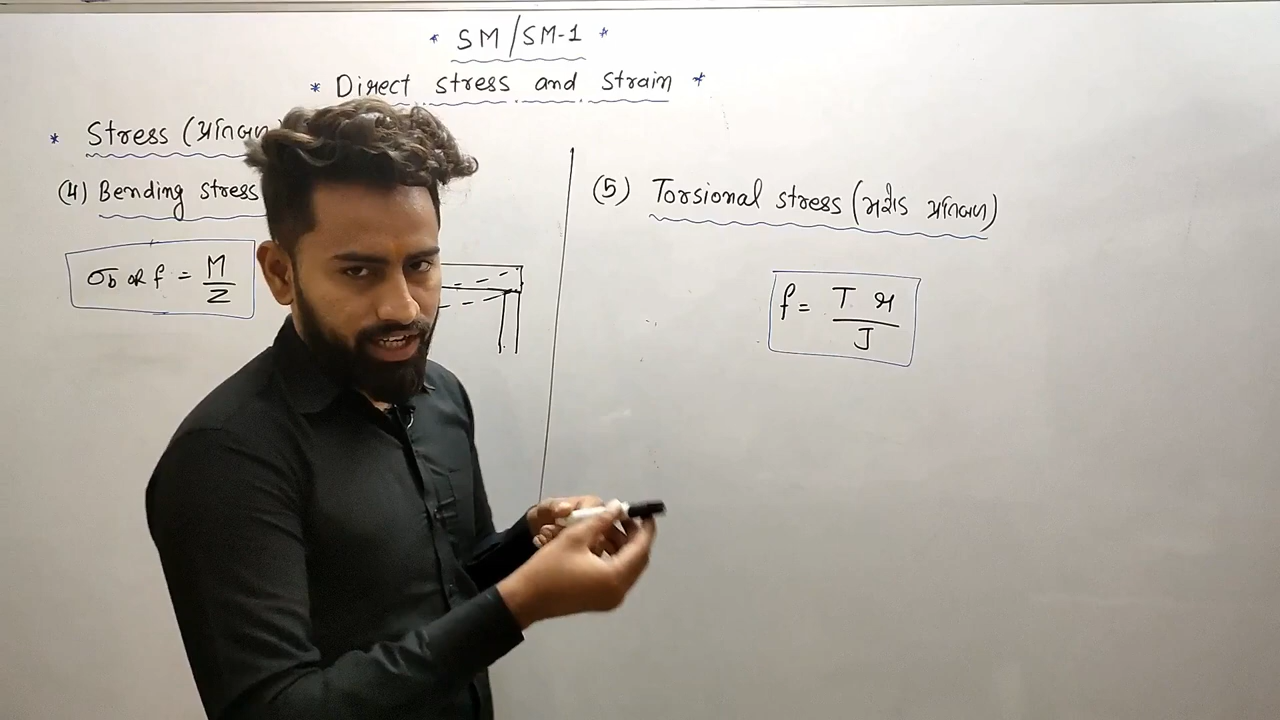 * SM/SM-1 *
* Direct stress and strain *
* Stress (પ્રતિબળ
(4) Bending stress
σb or f = M/Z
(5) Torsional stress (મરોડ પ્રતિબળ)
f = T r/J